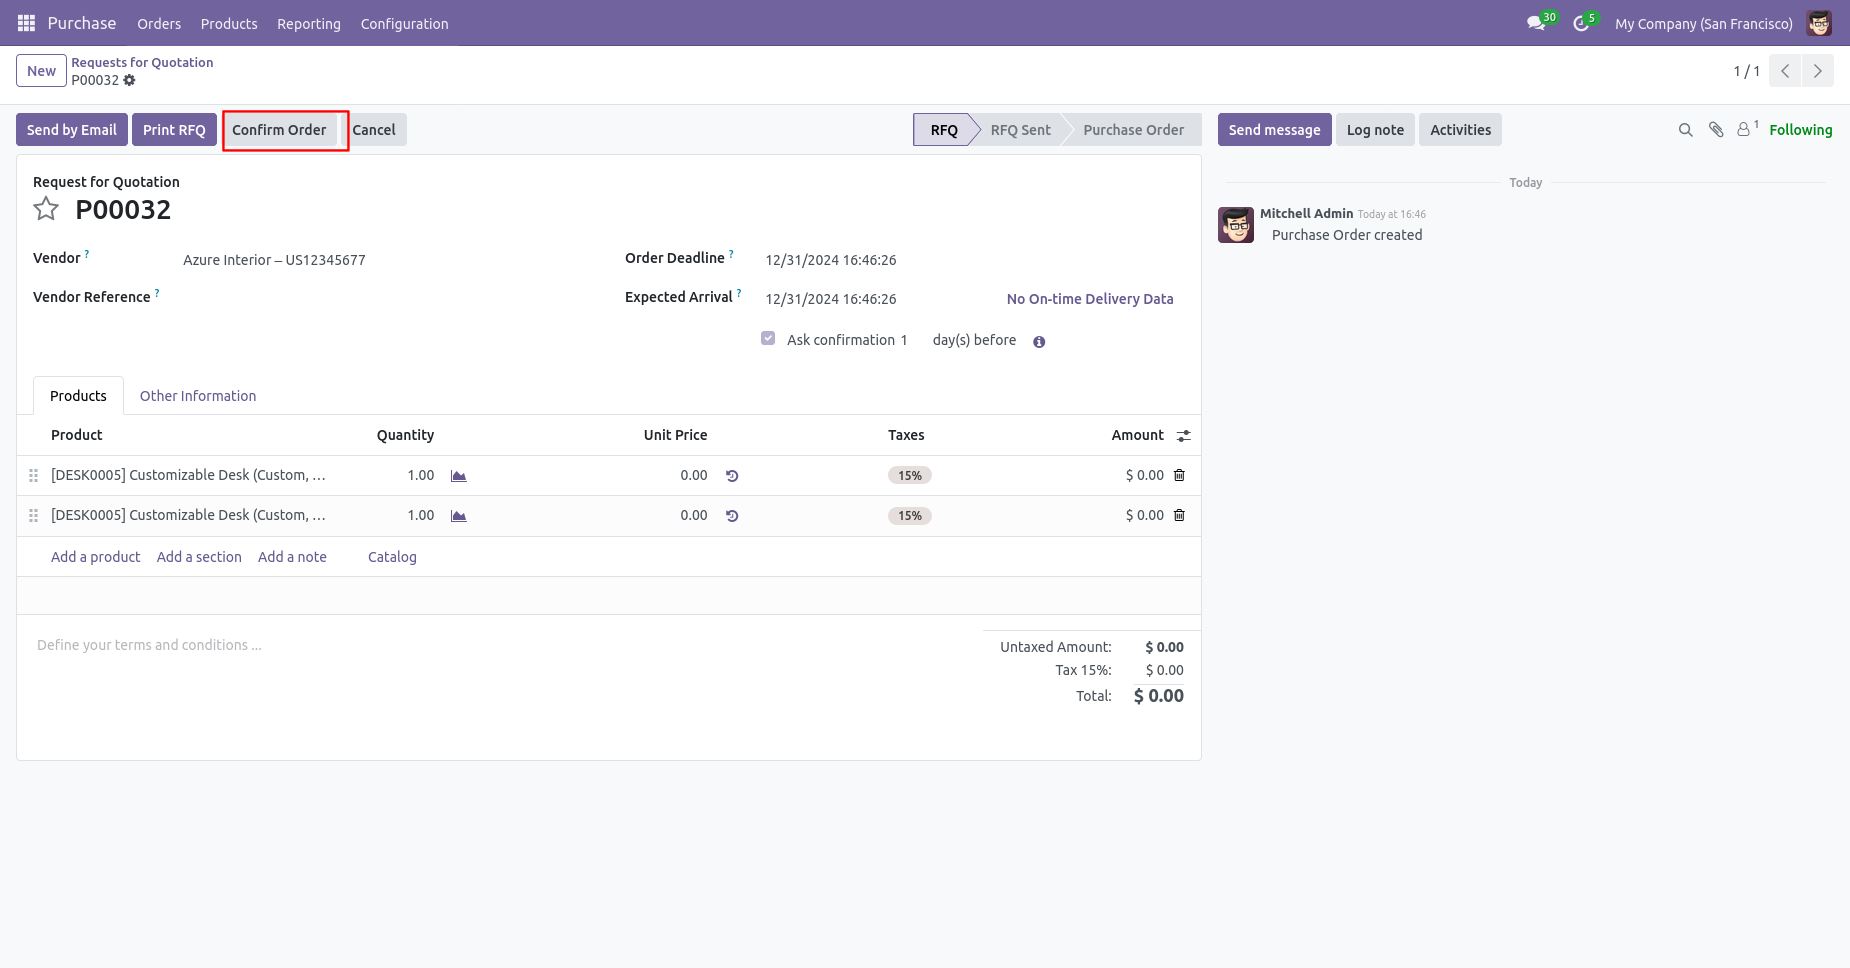 Purchase Orders Products Reporting Configuration 30 5 My Company (San Francisco)
New Requests for Quotation
P00032
1 / 1
Send by Email Print RFQ Confirm Order Cancel RFQ RFQ Sent Purchase Order Send message Log note Activities 1 Following
Request for Quotation
P00032
Today
Mitchell Admin Today at 16:46
Purchase Order created
Vendor ? Azure Interior – US12345677 Order Deadline ? 12/31/2024 16:46:26
Vendor Reference ? Expected Arrival ? 12/31/2024 16:46:26 No On-time Delivery Data
Ask confirmation 1 day(s) before
Products Other Information
Product Quantity Unit Price Taxes Amount
[DESK0005] Customizable Desk (Custom, ... 1.00 0.00 15% $ 0.00
[DESK0005] Customizable Desk (Custom, ... 1.00 0.00 15% $ 0.00
Add a product Add a section Add a note Catalog
Define your terms and conditions ...
Untaxed Amount: $ 0.00
Tax 15%: $ 0.00
Total: $ 0.00